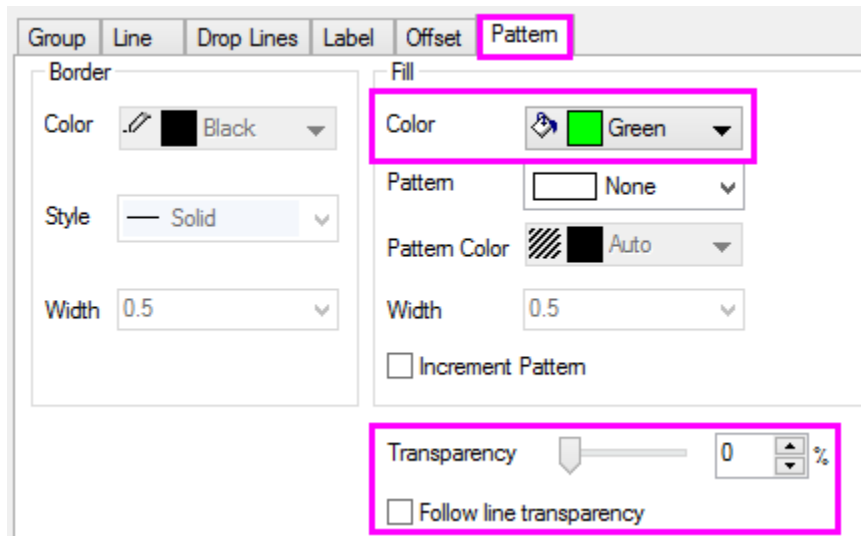 Group Line Drop Lines Label Offset Pattern
Border
Color Black
Style Solid
Width 0.5
Fill
Color Green
Pattern None
Pattern Color Auto
Width 0.5
Increment Pattern
Transparency 0 %
Follow line transparency